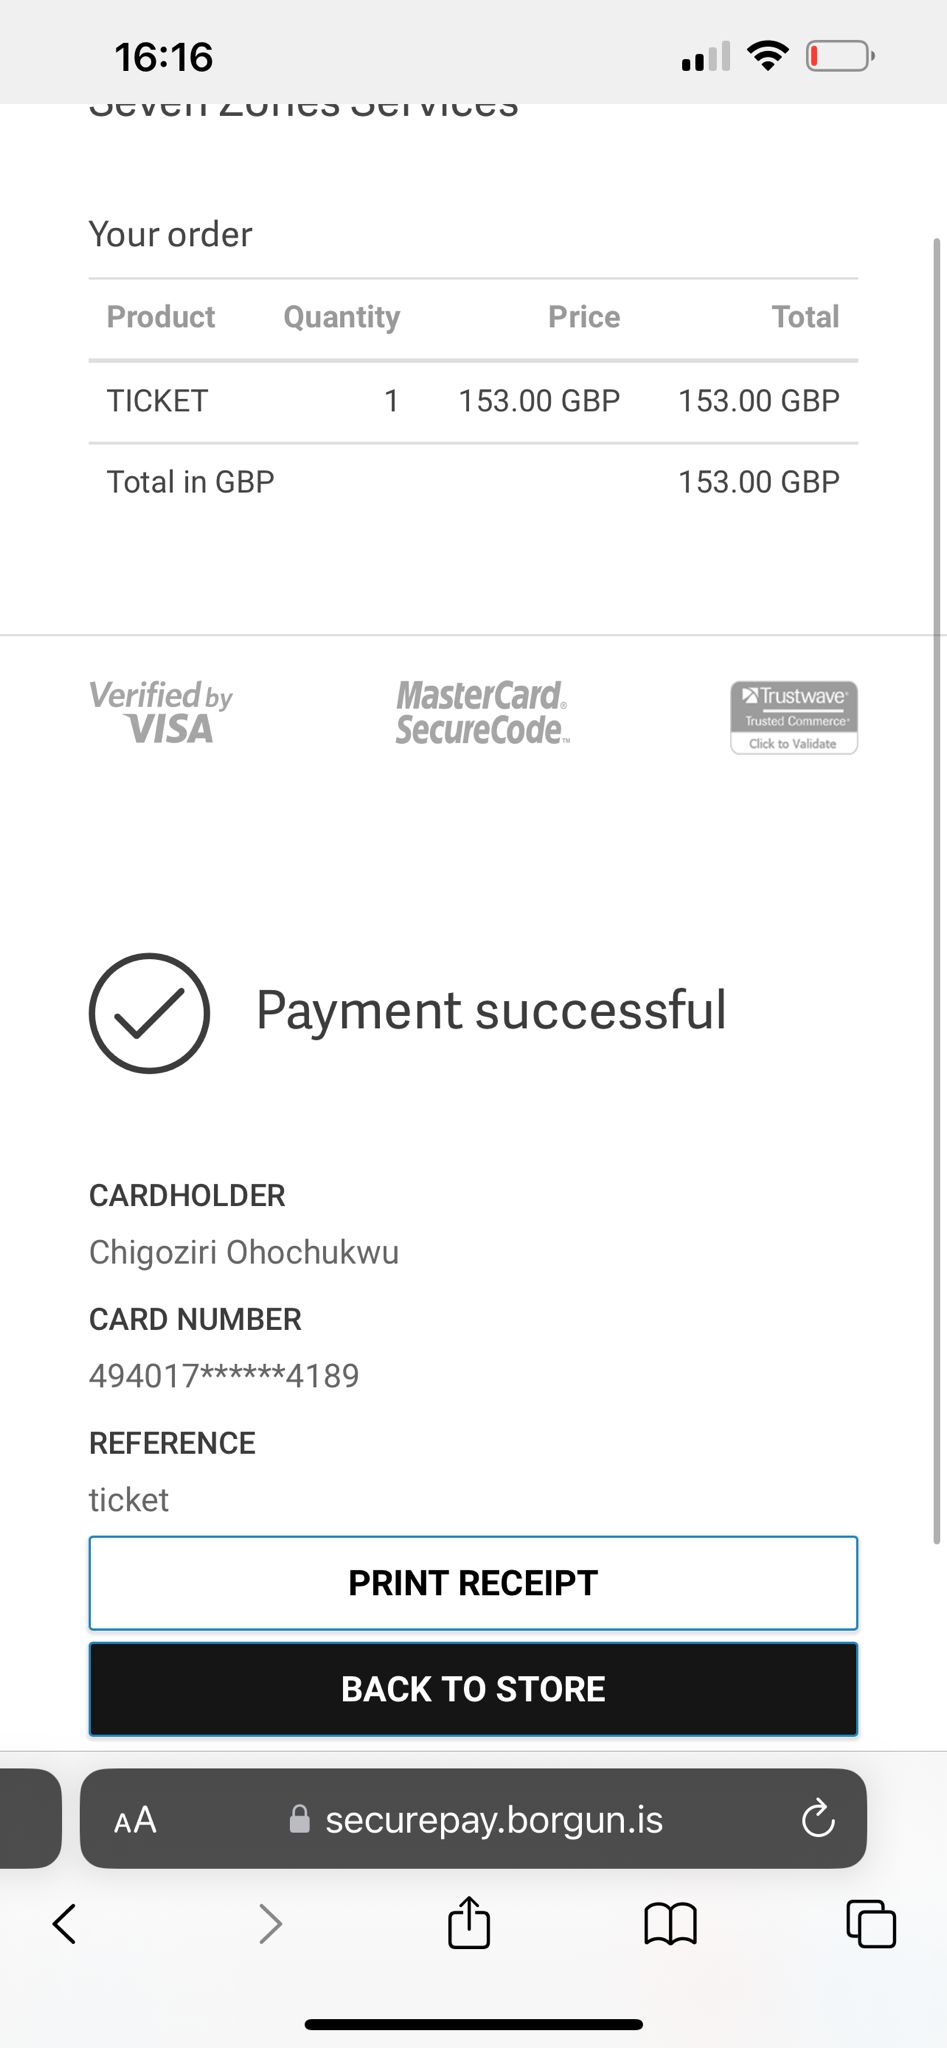 16:16
Seven Zones Services
Your order
Product Quantity Price Total
TICKET 1 153.00 GBP 153.00 GBP
Total in GBP 153.00 GBP
Verified by
VISA
MasterCard®
SecureCode™
Trustwave®
Trusted Commerce℠
Click to Validate
Payment successful
CARDHOLDER
Chigoziri Ohochukwu
CARD NUMBER
494017******4189
REFERENCE
ticket
PRINT RECEIPT
BACK TO STORE
AA securepay.borgun.is